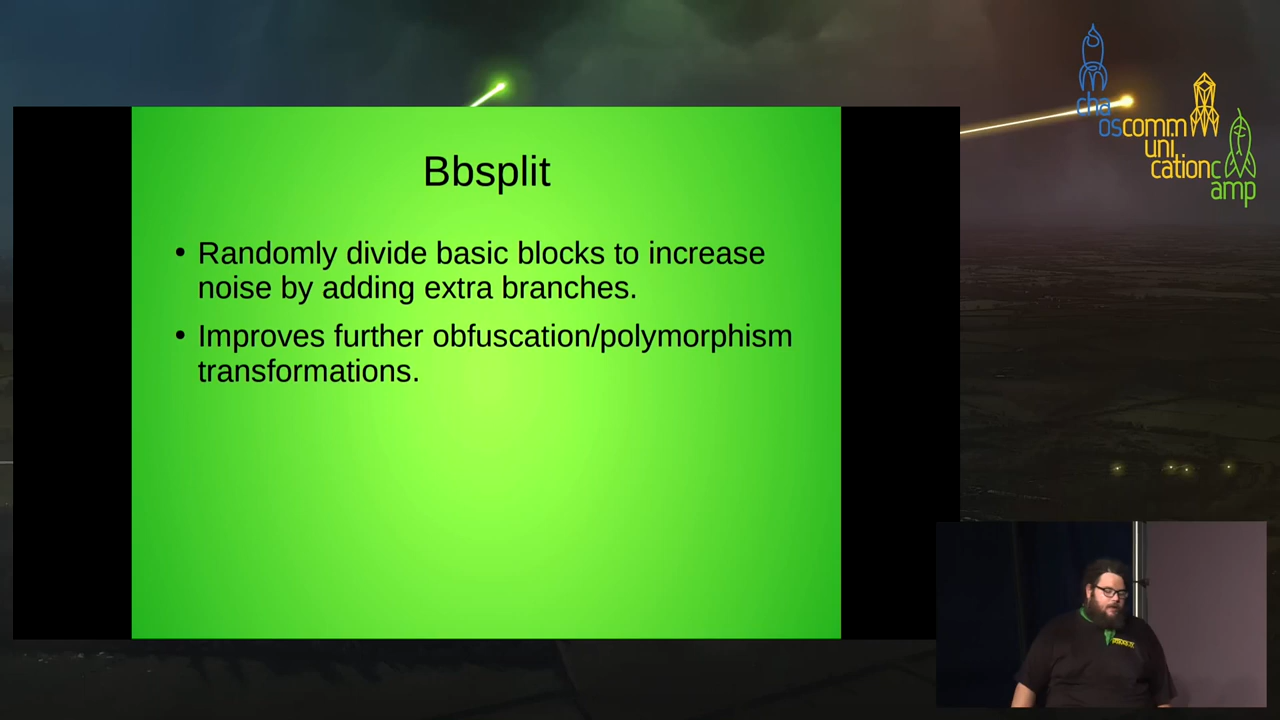 Bbsplit
• Randomly divide basic blocks to increase
noise by adding extra branches.
• Improves further obfuscation/polymorphism
transformations.
cha
oscomm
uni
cationc
amp